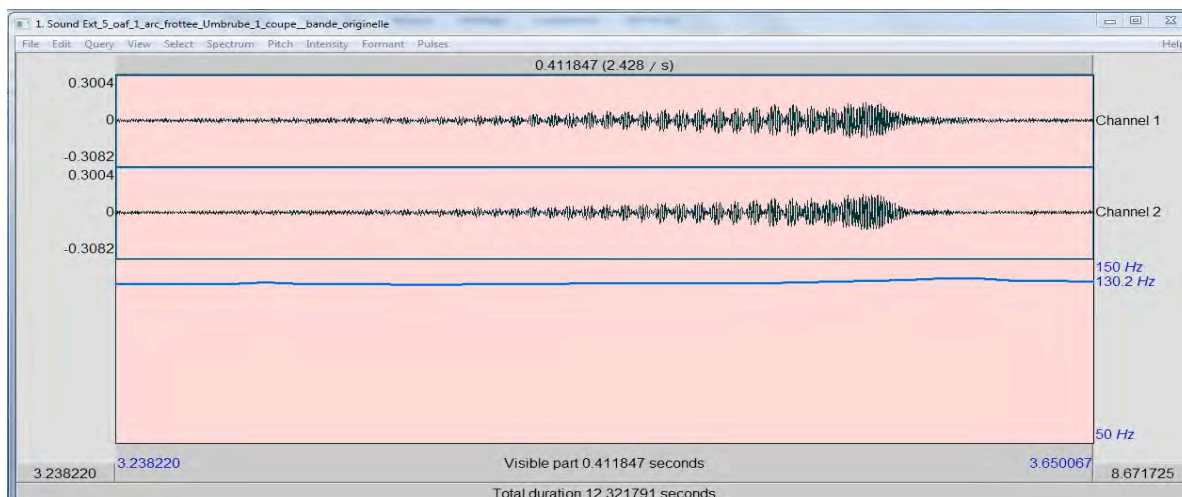 1. Sound Ext_5_oaf_1_arc_frottee_Umbrube_1_coupe__bande_originelle
File Edit Query View Select Spectrum Pitch Intensity Formant Pulses Help
0.411847 (2.428 / s)
0.3004
0
-0.3082
Channel 1
0.3004
0
-0.3082
Channel 2
150 Hz
130.2 Hz
50 Hz
3.238220 3.238220 Visible part 0.411847 seconds 3.650067 8.671725
Total duration 12.321791 seconds